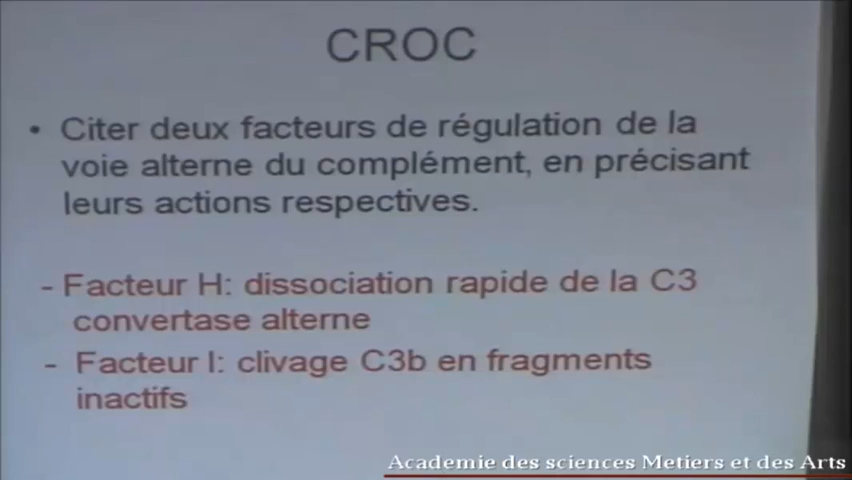 CROC
• Citer deux facteurs de régulation de la
voie alterne du complément, en précisant
leurs actions respectives.
- Facteur H: dissociation rapide de la C3
convertase alterne
- Facteur I: clivage C3b en fragments
inactifs
Academie des sciences Metiers et des Arts